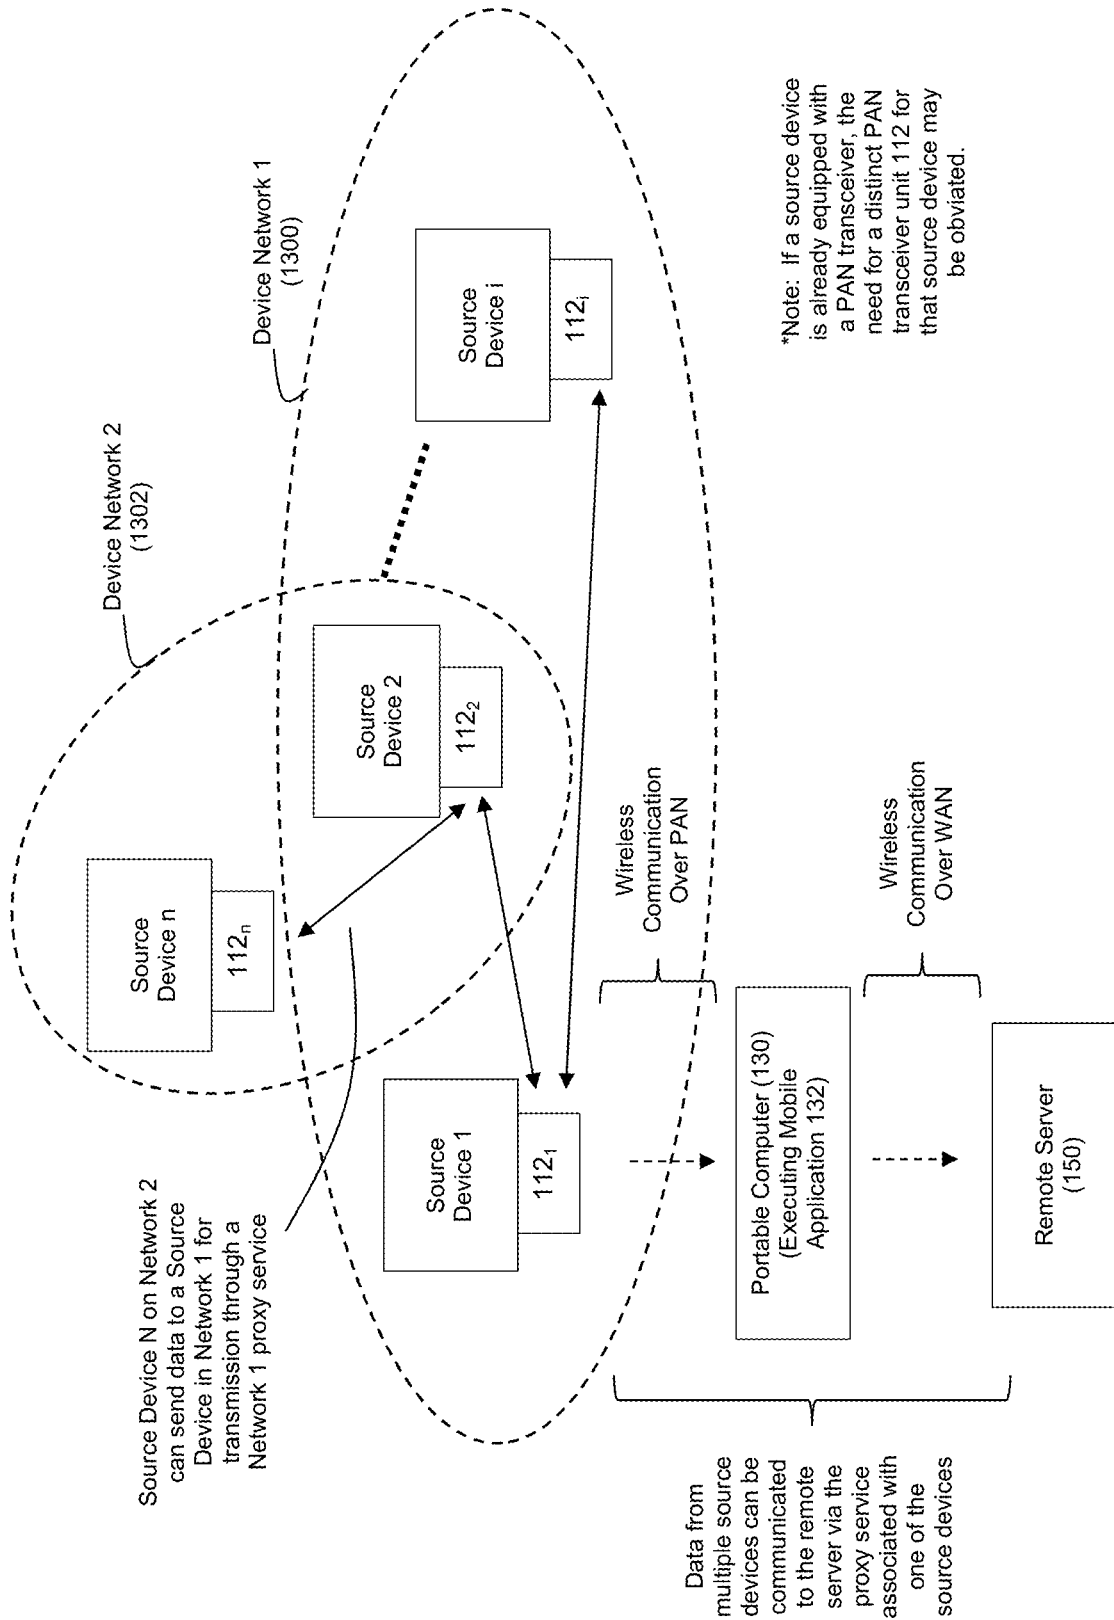 Source Device N on Network 2
can send data to a Source
Device in Network 1 for
transmission through a
Network 1 proxy service
Device Network 2
(1302)
Device Network 1
(1300)
Source
Device n
112n
Source
Device 2
1122
Source
Device i
112i
Source
Device 1
1121
*Note: If a source device
is already equipped with
a PAN transceiver, the
need for a distinct PAN
transceiver unit 112 for
that source device may
be obviated.
Wireless
Communication
Over PAN
Portable Computer (130)
(Executing Mobile
Application 132)
Wireless
Communication
Over WAN
Remote Server
(150)
Data from
multiple source
devices can be
communicated
to the remote
server via the
proxy service
associated with
one of the
source devices